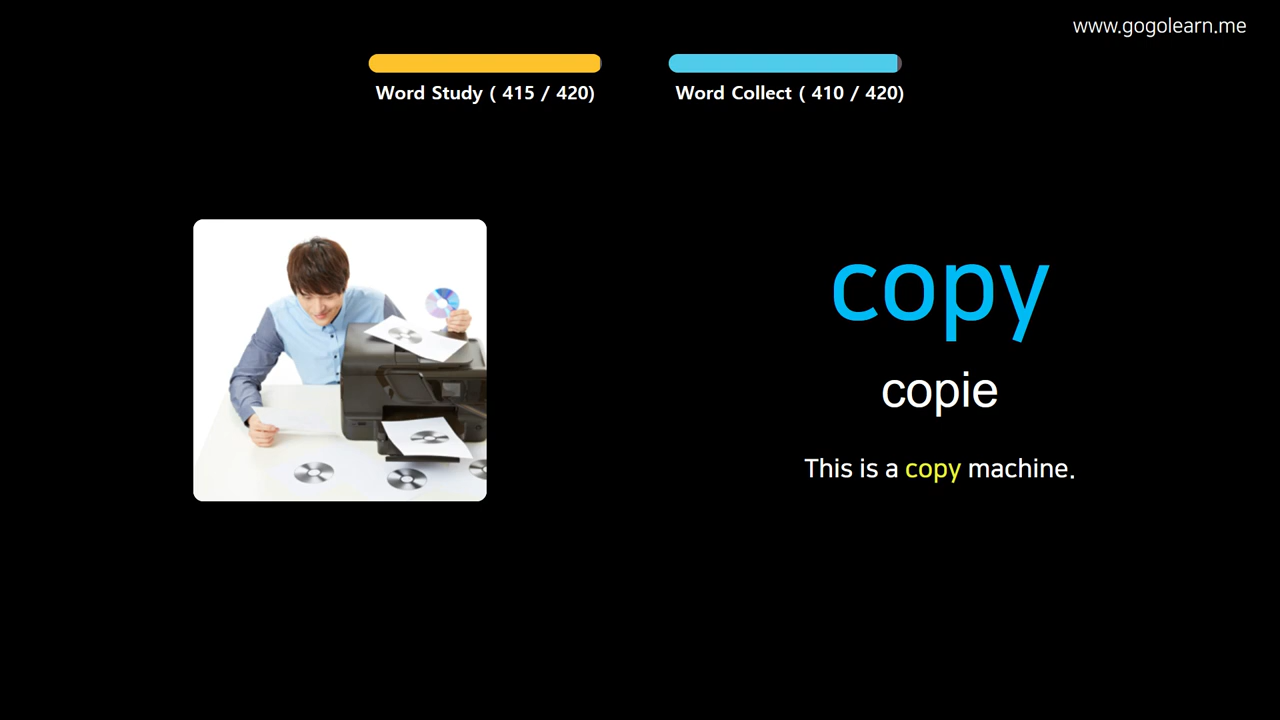 www.gogolearn.me
Word Study ( 415 / 420)
Word Collect ( 410 / 420)
copy
copie
This is a copy machine.